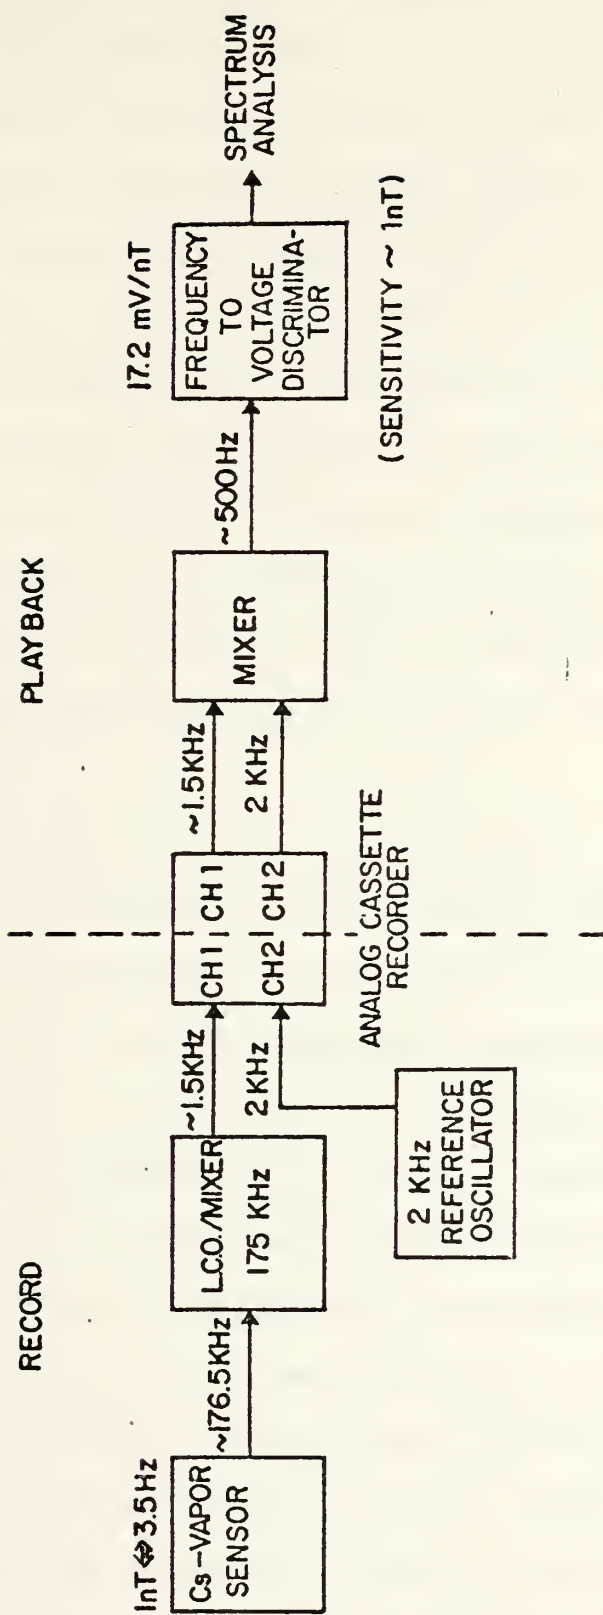 RECORD
PLAYBACK
1nT⇔3.5Hz
Cs-VAPOR
SENSOR
~176.5KHz
L.C.O./MIXER
175 KHz
~1.5KHz
2KHz
2 KHz
REFERENCE
OSCILLATOR
CH1
CH2
CH1
CH2
ANALOG CASSETTE
RECORDER
~1.5KHz
2 KHz
MIXER
~500Hz
17.2 mV/nT
FREQUENCY
TO
VOLTAGE
DISCRIMINA-
TOR
(SENSITIVITY ~ 1nT)
SPECTRUM
ANALYSIS